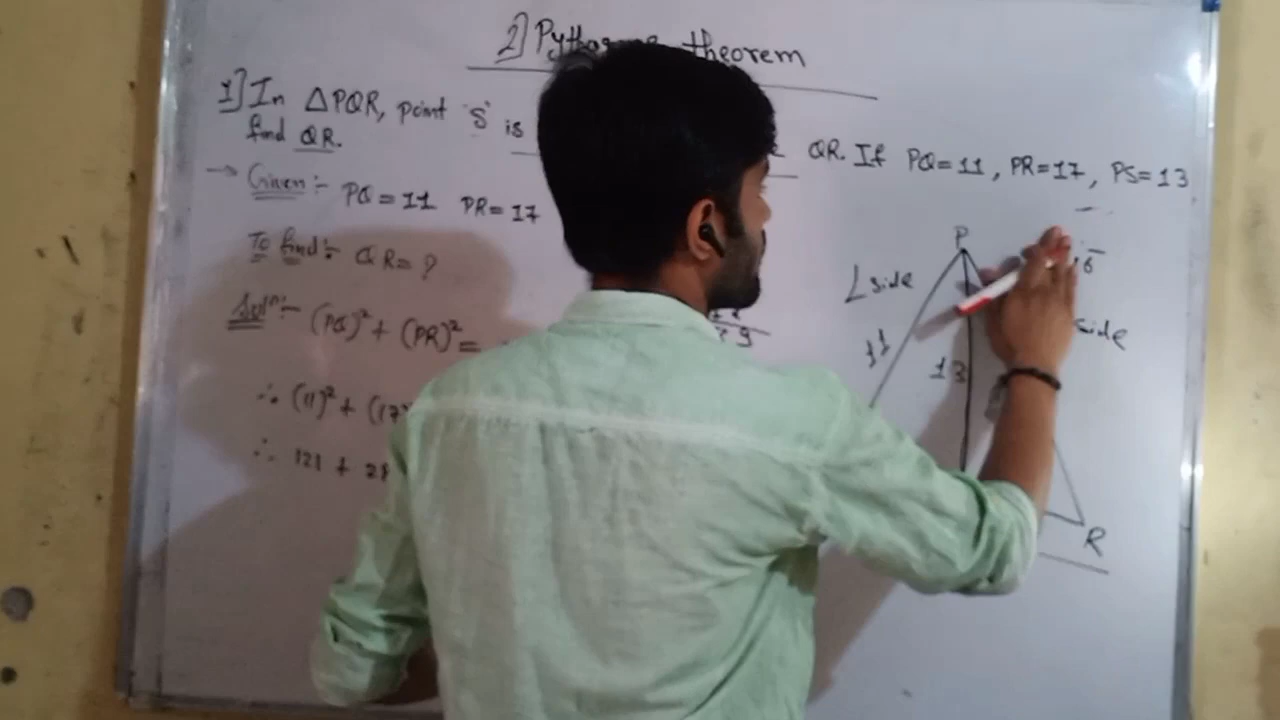 2] theorem
1] In △PQR, point 'S' is QR. If PQ=11, PR=17, PS=13
find QR.
→ Given:- PQ = 11 PR= 17
To find:- QR= ?
Soln:- (PQ)² + (PR)² =
∴ (11)² + (17)
∴ 121 + 28
P
∠ side
side
11
13
R